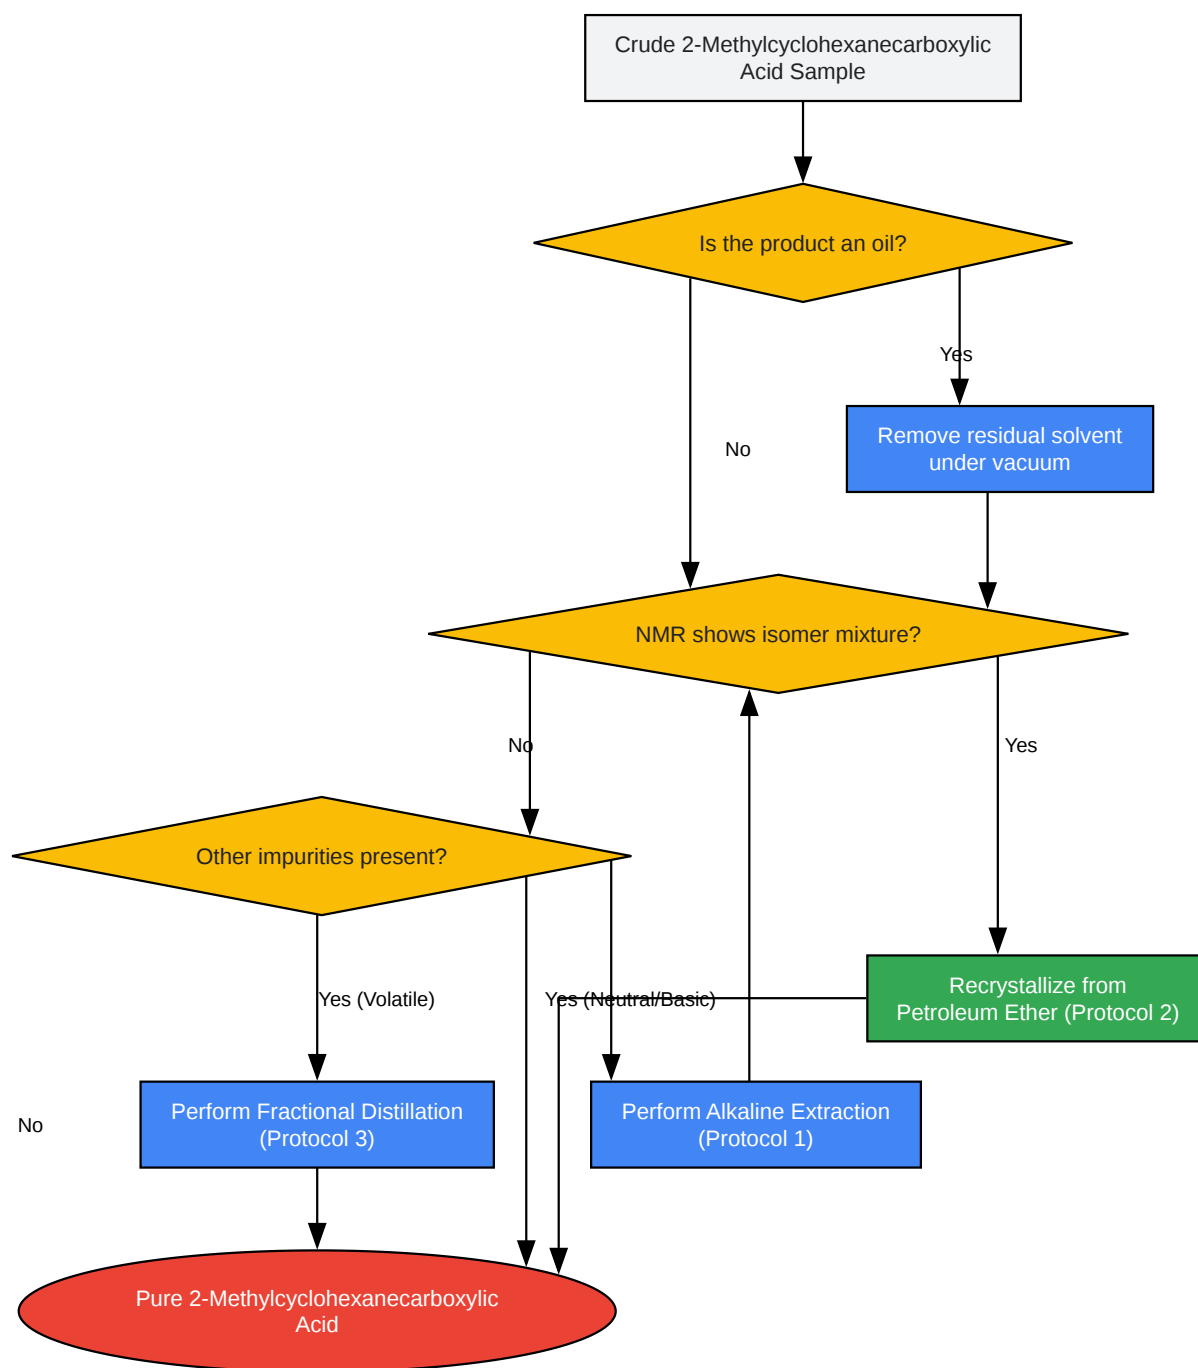 Crude 2-Methylcyclohexanecarboxylic
Acid Sample
Is the product an oil?
Yes
Remove residual solvent
under vacuum
No
NMR shows isomer mixture?
No
Yes
Other impurities present?
Recrystallize from
Petroleum Ether (Protocol 2)
Yes (Volatile)
Yes (Neutral/Basic)
Perform Fractional Distillation
(Protocol 3)
Perform Alkaline Extraction
(Protocol 1)
No
Pure 2-Methylcyclohexanecarboxylic
Acid